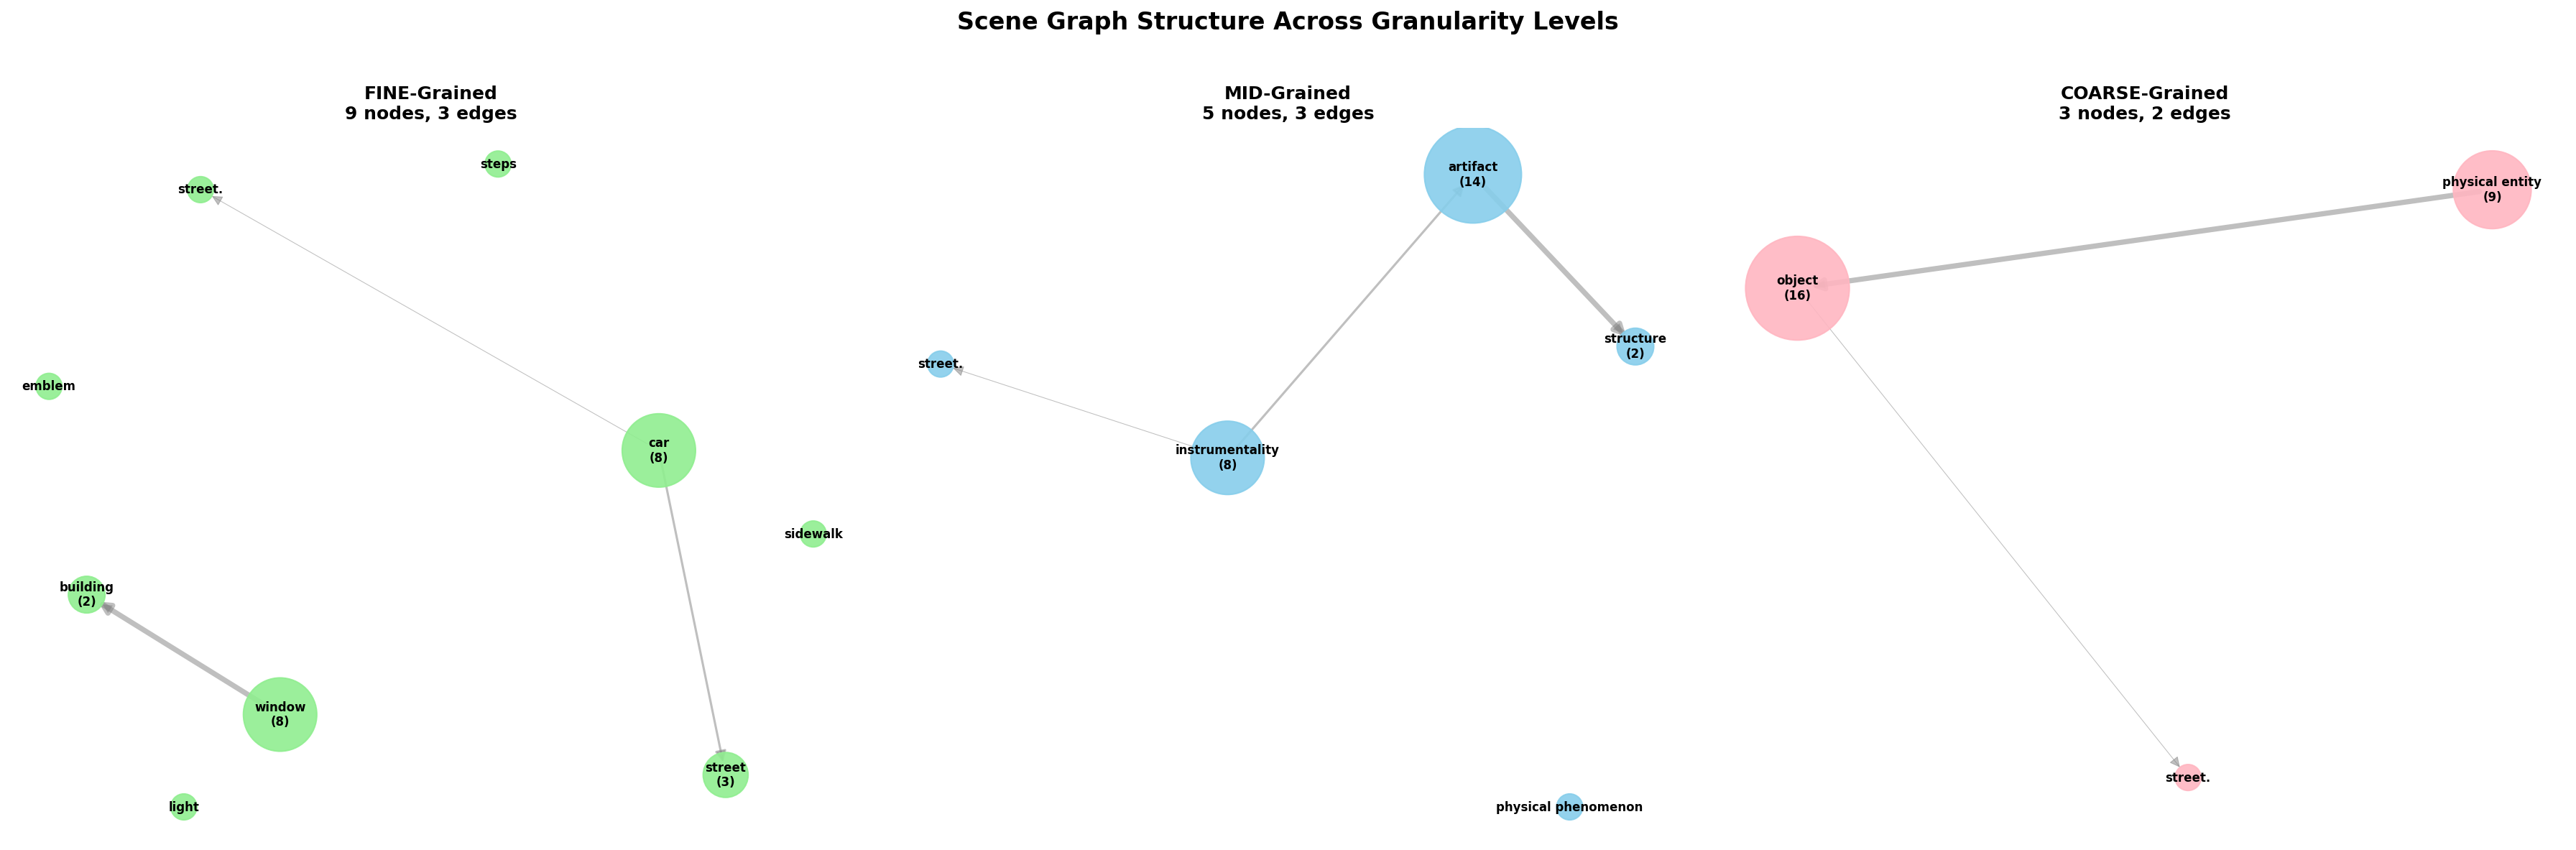 Scene Graph Structure Across Granularity Levels
FINE-Grained
9 nodes, 3 edges
steps
street.
emblem
car
(8)
sidewalk
building
(2)
window
(8)
street
(3)
light
MID-Grained
5 nodes, 3 edges
artifact
(14)
structure
(2)
street.
instrumentality
(8)
physical phenomenon
COARSE-Grained
3 nodes, 2 edges
physical entity
(9)
object
(16)
street.